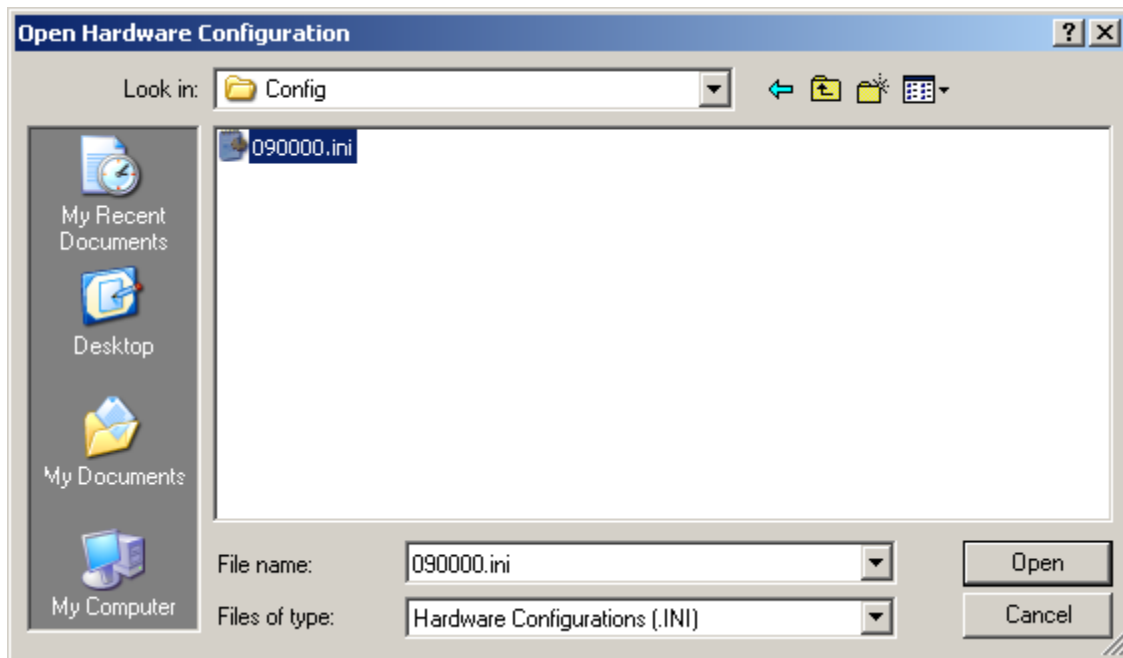 Open Hardware Configuration
Look in: Config
090000.ini
My Recent
Documents
Desktop
My Documents
My Computer
File name: 090000.ini Open
Files of type: Hardware Configurations (.INI) Cancel